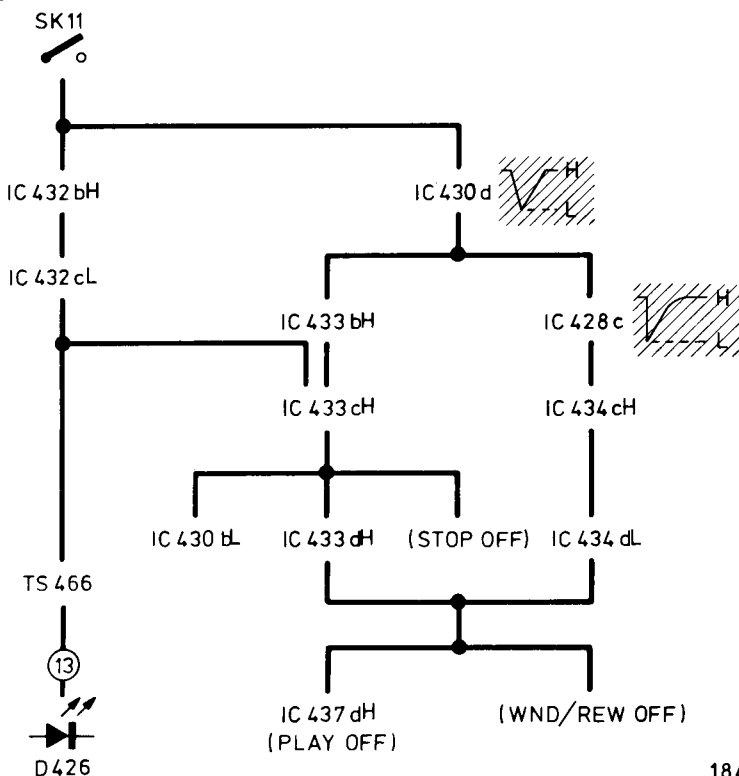 SK11
IC 432 bH
IC 430 d
H
L
IC 432 cL
IC 433 bH
IC 428 c
H
L
IC 433 cH
IC 434 cH
IC 430 bL
IC 433 dH
(STOP OFF)
IC 434 dL
TS 466
13
IC 437 dH
(PLAY OFF)
(WND/REW OFF)
D426